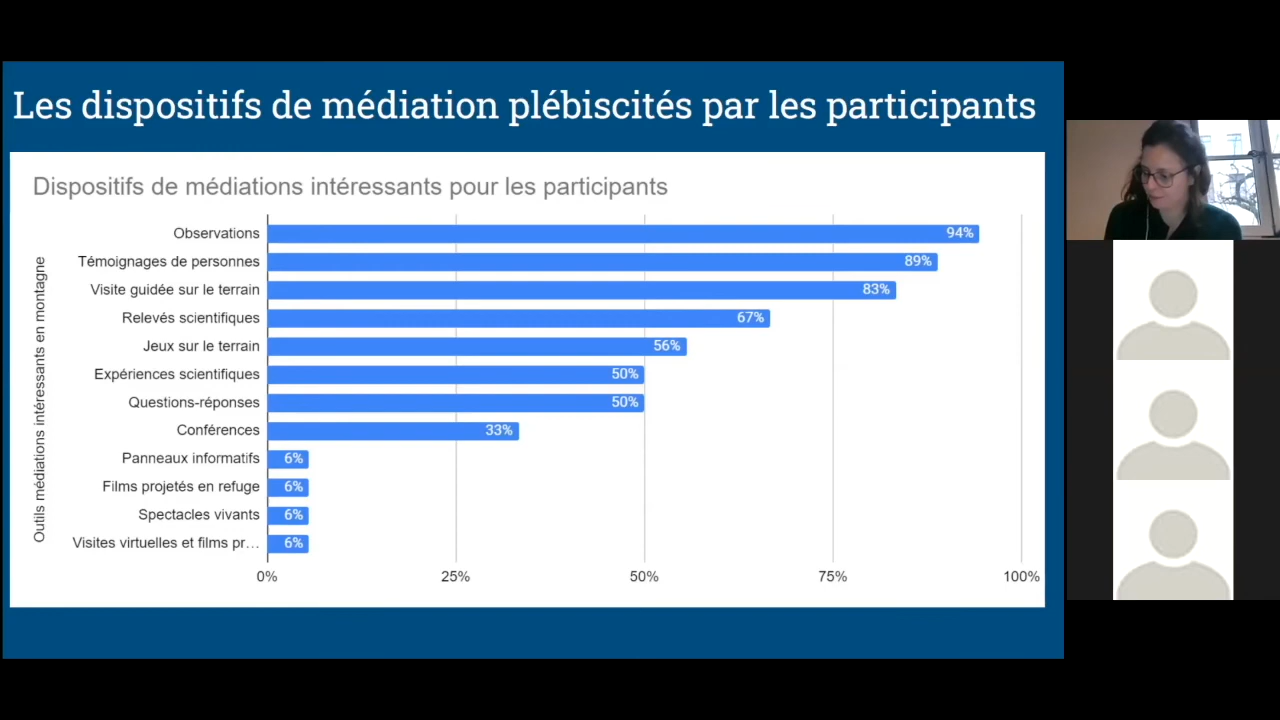 Les dispositifs de médiation plébiscités par les participants
Dispositifs de médiations intéressants pour les participants
Outils médiations intéressants en montagne
Observations 94%
Témoignages de personnes 89%
Visite guidée sur le terrain 83%
Relevés scientifiques 67%
Jeux sur le terrain 56%
Expériences scientifiques 50%
Questions-réponses 50%
Conférences 33%
Panneaux informatifs 6%
Films projetés en refuge 6%
Spectacles vivants 6%
Visites virtuelles et films pr... 6%
0% 25% 50% 75% 100%